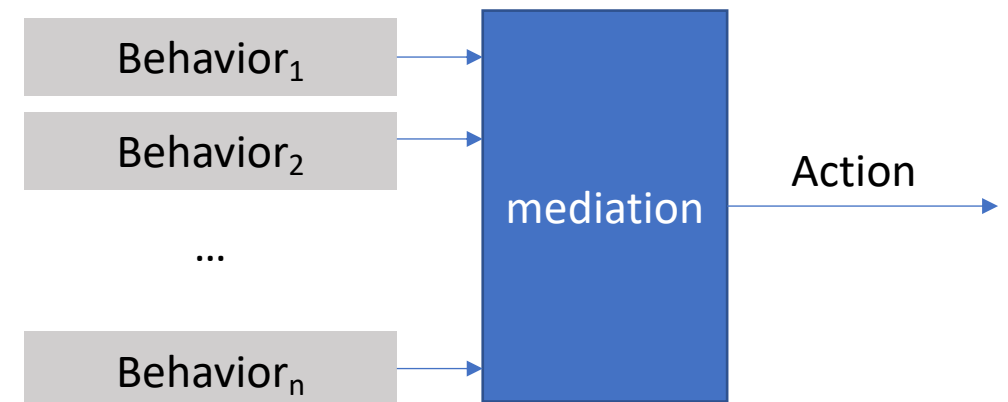 Behavior₁
Behavior₂
...
Behaviorₙ
mediation
Action